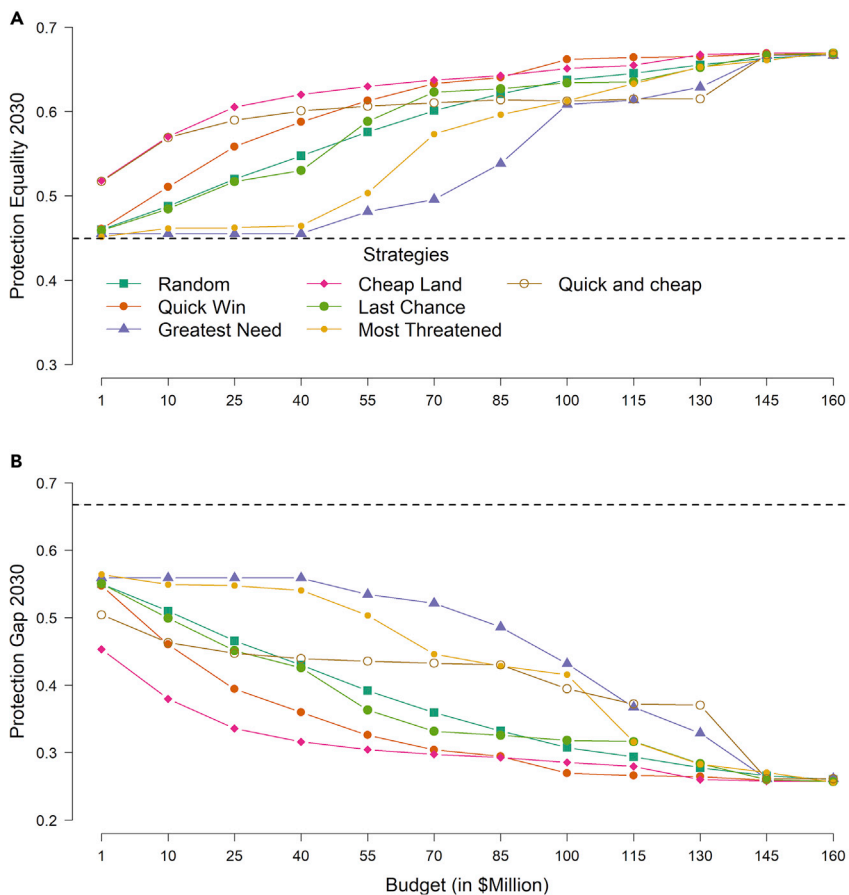 A
0.7
0.6
0.5
0.4
0.3
Protection Equality 2030
Strategies
Random Cheap Land Quick and cheap
Quick Win Last Chance
Greatest Need Most Threatened
1 10 25 40 55 70 85 100 115 130 145 160
B
0.7
0.6
0.5
0.4
0.3
0.2
Protection Gap 2030
1 10 25 40 55 70 85 100 115 130 145 160
Budget (in $Million)